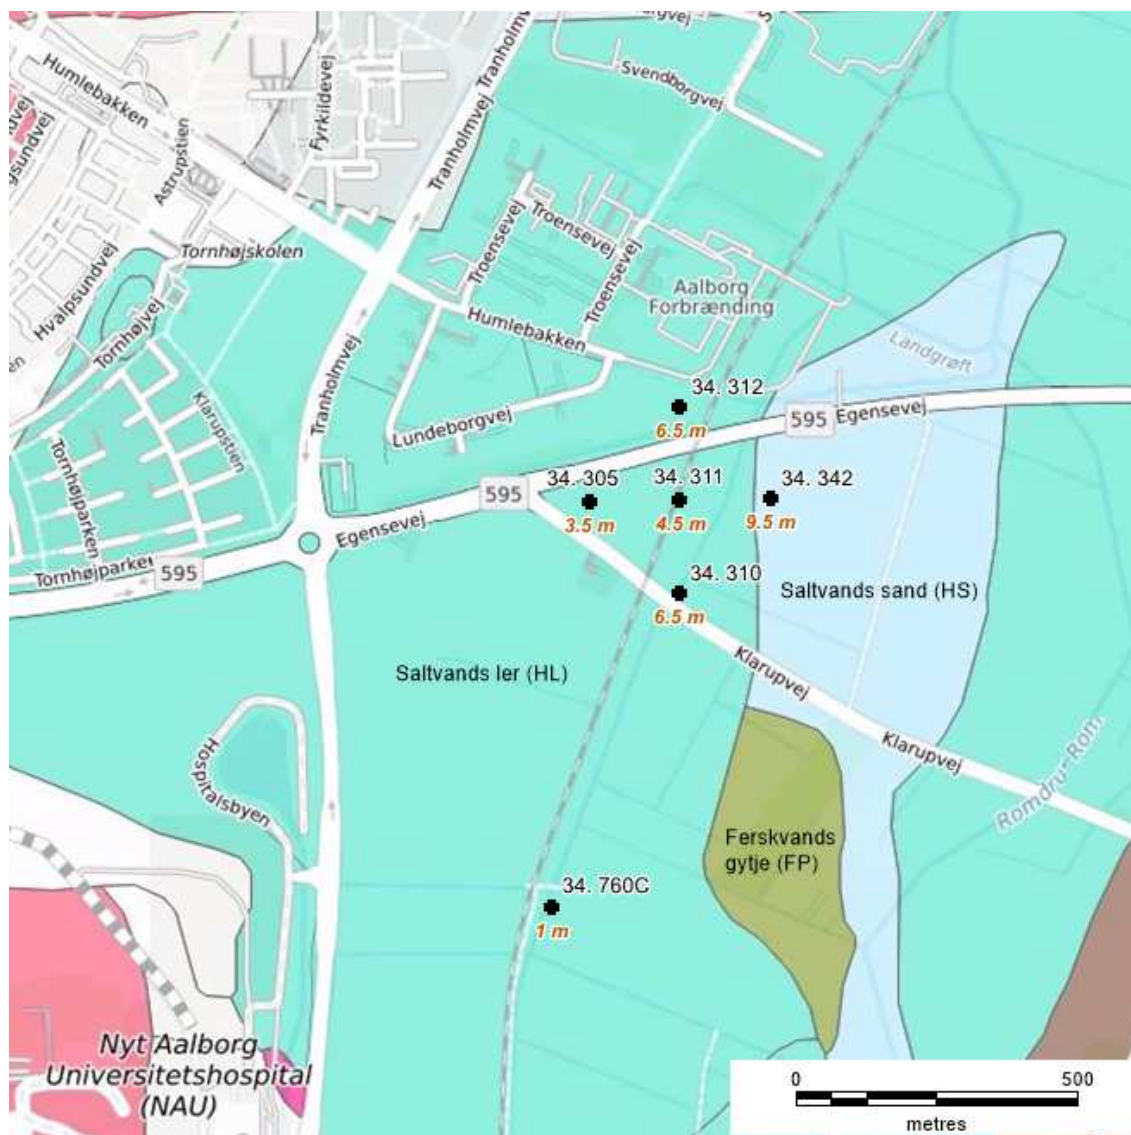 Humlebakken
Fyrkildevej
Tranholmvej
Tranholmv
Svendborgvej
Astrupstien
Hvalpsundvej
Tornhøjskolen
Troensevej
Troensevej
Troensevej
Aalborg
Forbrænding
Tornhøjvej
Humlebakken
Landgrøft
Klarupstien
Tranholmvej
Lundeborgvej
34. 312
6.5 m
595
Egensevej
34. 305
3.5 m
34. 311
4.5 m
34. 342
9.5 m
595
Egensevej
Tornhøjparken
Tornhøjparken
595
34. 310
6.5 m
Saltvands sand (HS)
Saltvands ler (HL)
Klarupvej
Klarupvej
Hospitalsbyen
Romdrup Rom.
Ferskvands
gytje (FP)
34. 760C
1 m
Nyt Aalborg
Universitetshospital
(NAU)
0 500
metres